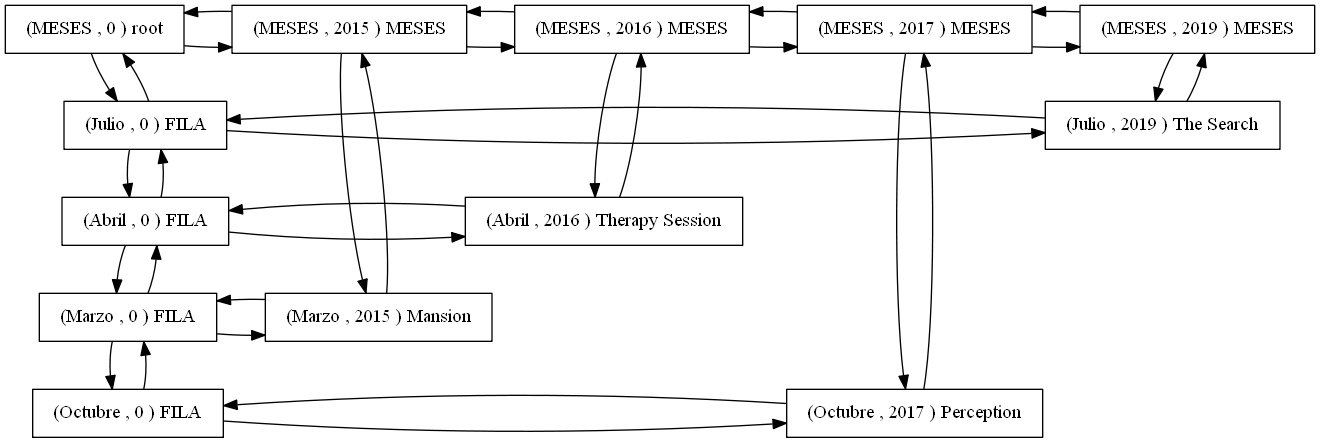 (MESES , 0 ) root
(MESES , 2015 ) MESES
(MESES , 2016 ) MESES
(MESES , 2017 ) MESES
(MESES , 2019 ) MESES
(Julio , 0 ) FILA
(Julio , 2019 ) The Search
(Abril , 0 ) FILA
(Abril , 2016 ) Therapy Session
(Marzo , 0 ) FILA
(Marzo , 2015 ) Mansion
(Octubre , 0 ) FILA
(Octubre , 2017 ) Perception